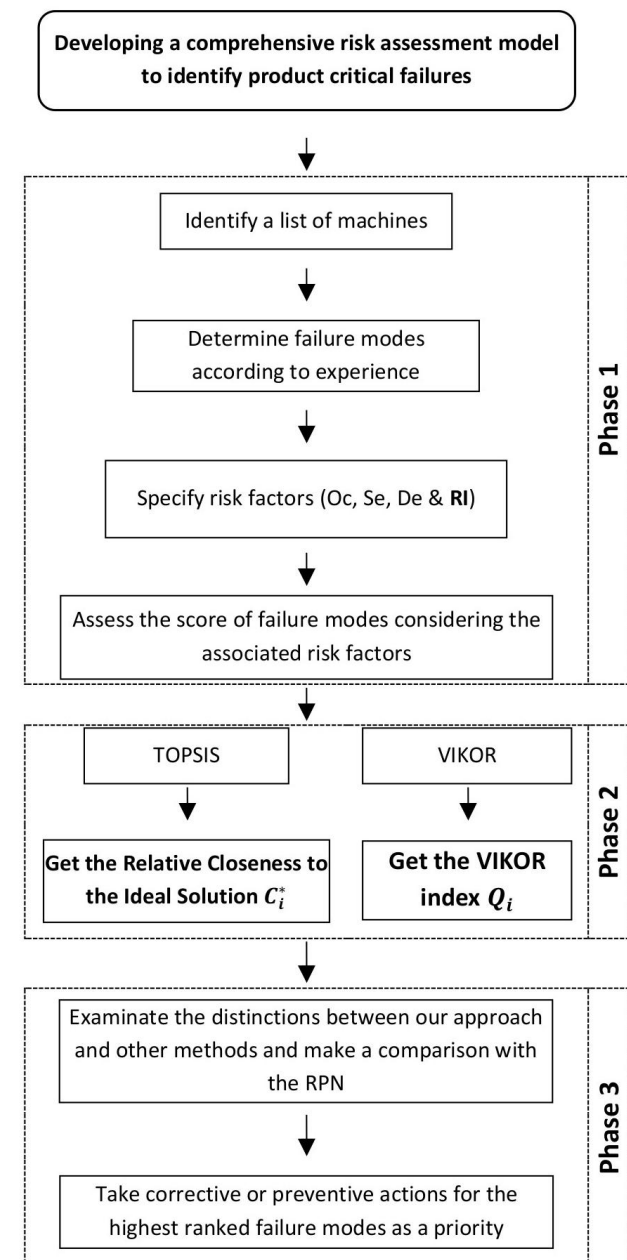 Developing a comprehensive risk assessment model
to identify product critical failures
Identify a list of machines
Determine failure modes
according to experience
Specify risk factors (Oc, Se, De & RI)
Assess the score of failure modes considering the
associated risk factors
Phase 1
TOPSIS
VIKOR
Get the Relative Closeness to
the Ideal Solution C_i^*
Get the VIKOR
index Q_i
Phase 2
Examinate the distinctions between our approach
and other methods and make a comparison with
the RPN
Take corrective or preventive actions for the
highest ranked failure modes as a priority
Phase 3